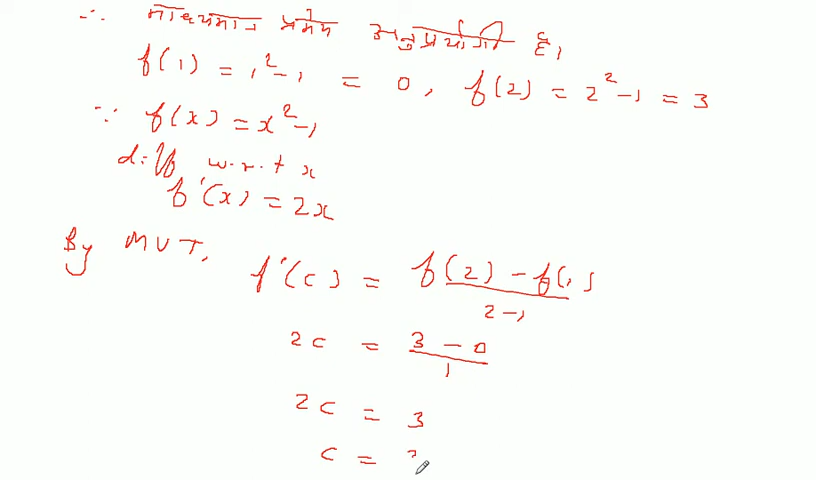 ∴ माध्यमान प्रमेय अनुप्रयोगी है।
f(1) = 1²-1 = 0, f(2) = 2²-1 = 3
∵ f(x) = x²-1
diff w.r.t x
f'(x) = 2x
By MVT,
f'(c) = f(2) - f(1)
2-1
2c = 3 - 0
1
2c = 3
c =